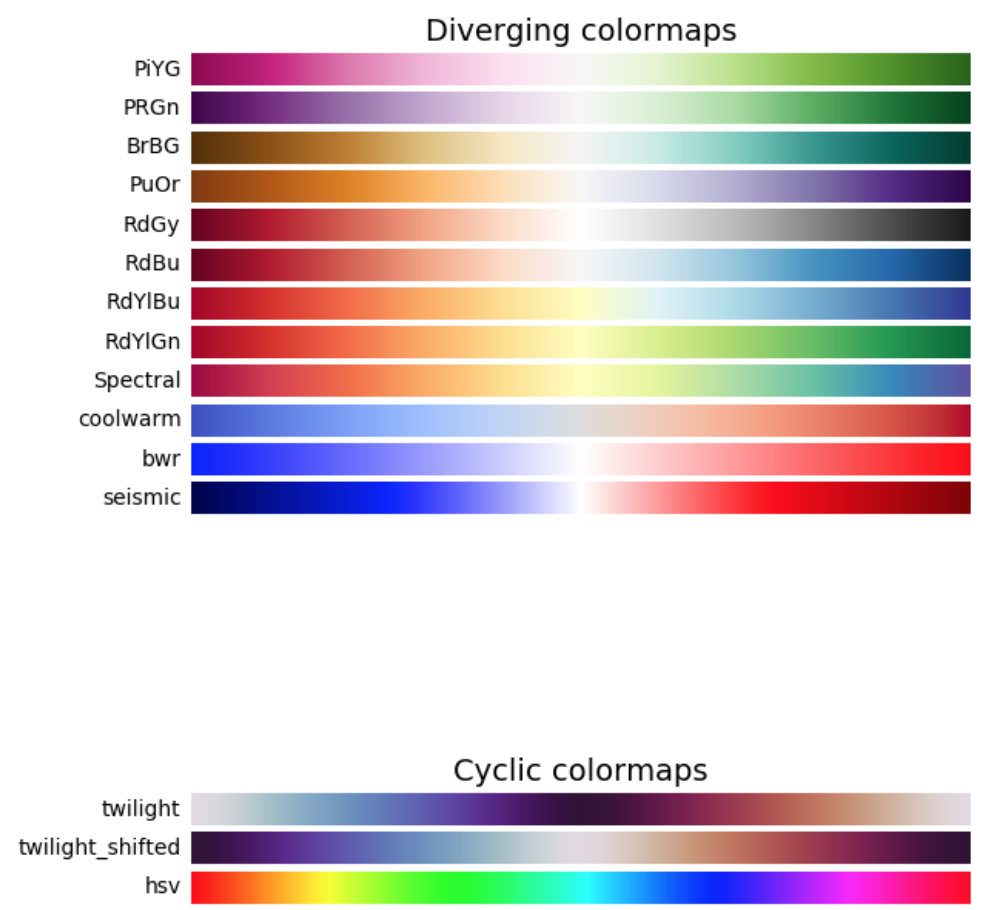 Diverging colormaps
PiYG
PRGn
BrBG
PuOr
RdGy
RdBu
RdYlBu
RdYlGn
Spectral
coolwarm
bwr
seismic
Cyclic colormaps
twilight
twilight_shifted
hsv